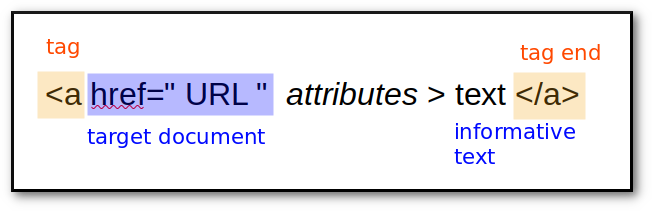 tag
tag end
<a href=" URL " attributes > text </a>
target document
informative
text